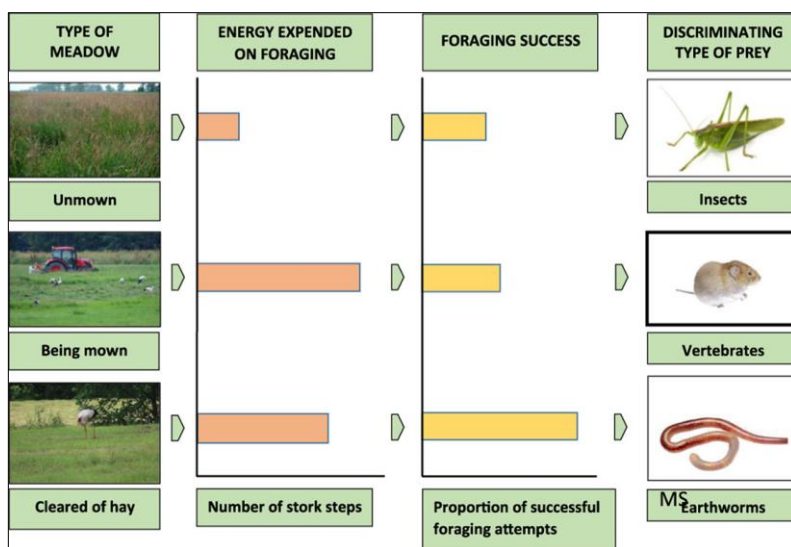 TYPE OF
MEADOW
ENERGY EXPENDED
ON FORAGING
FORAGING SUCCESS
DISCRIMINATING
TYPE OF PREY
Unmown
Insects
Being mown
Vertebrates
Cleared of hay
Number of stork steps
Proportion of successful
foraging attempts
MS
Earthworms